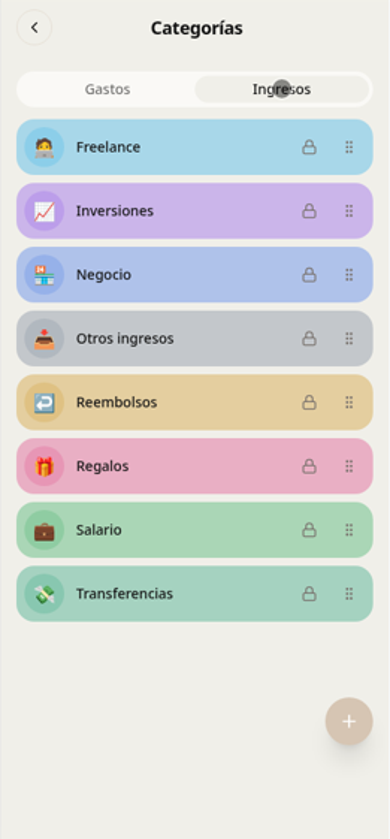 Categorías
Gastos
Ingresos
Freelance
Inversiones
Negocio
Otros ingresos
Reembolsos
Regalos
Salario
Transferencias